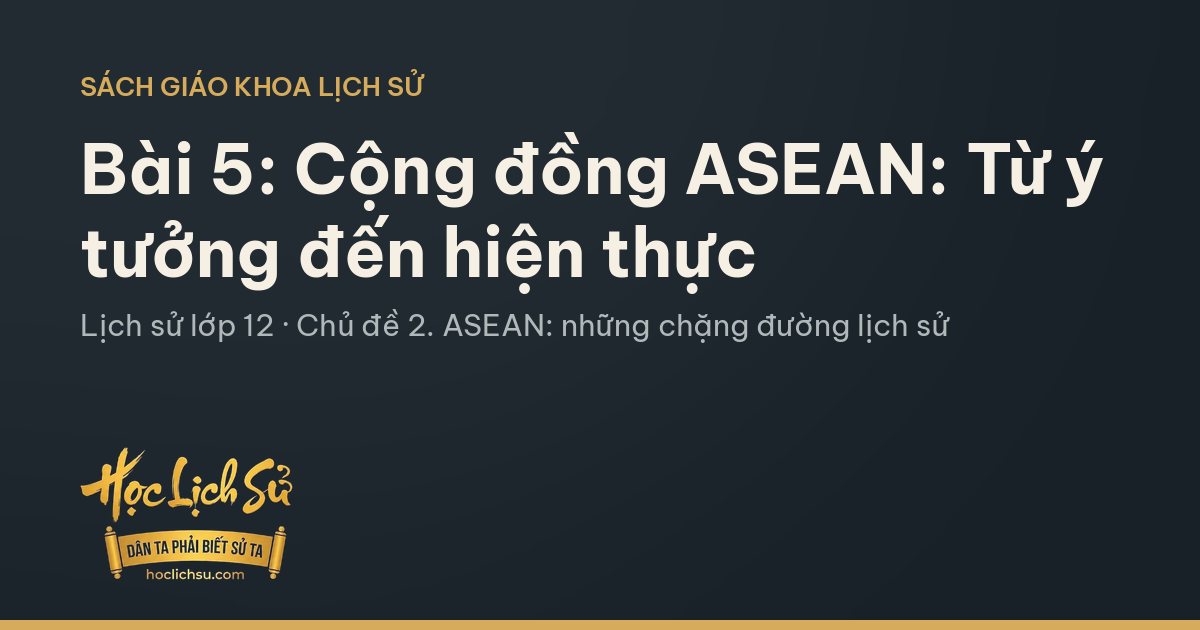 SÁCH GIÁO KHOA LỊCH SỬ
Bài 5: Cộng đồng ASEAN: Từ ý
tưởng đến hiện thực
Lịch sử lớp 12 · Chủ đề 2. ASEAN: những chặng đường lịch sử
Học Lịch Sử
DÂN TA PHẢI BIẾT SỬ TA
hoclichsu.com